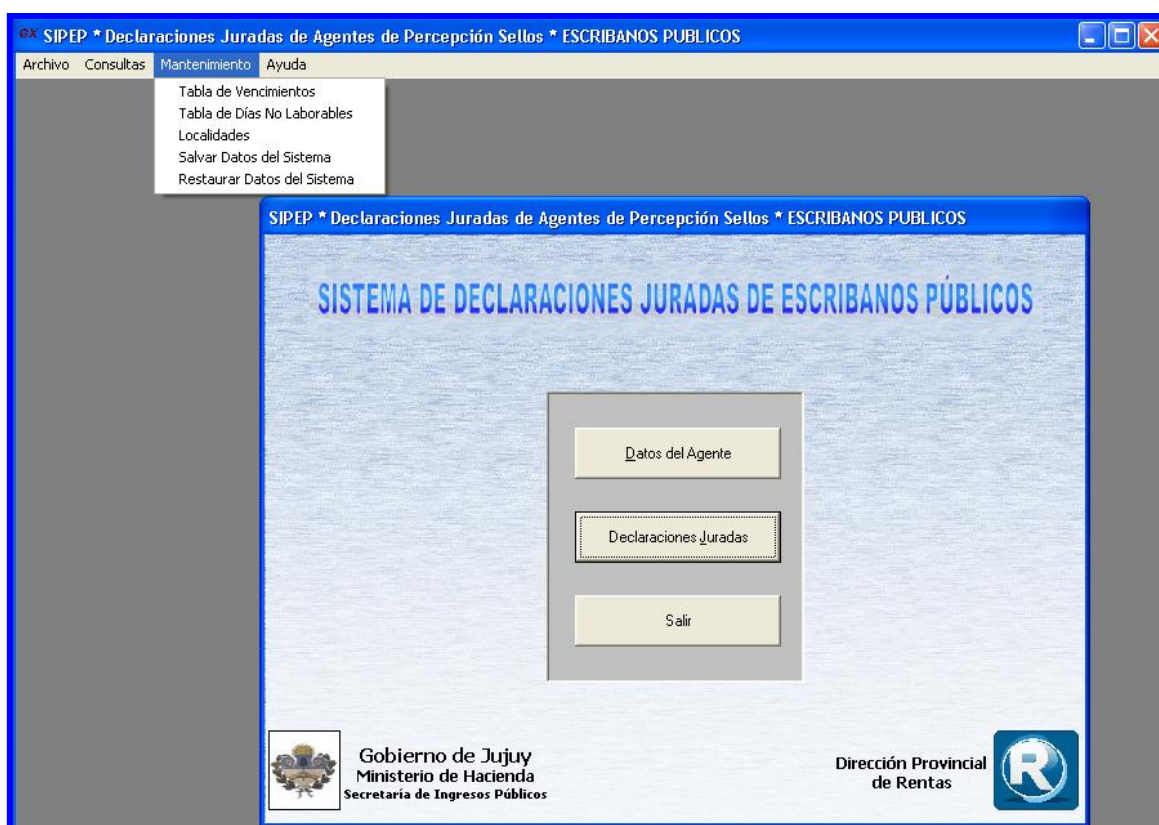 GX SIPEP * Declaraciones Juradas de Agentes de Percepción Sellos * ESCRIBANOS PUBLICOS
Archivo Consultas Mantenimiento Ayuda
Tabla de Vencimientos
Tabla de Días No Laborables
Localidades
Salvar Datos del Sistema
Restaurar Datos del Sistema
SIPEP * Declaraciones Juradas de Agentes de Percepción Sellos * ESCRIBANOS PUBLICOS
SISTEMA DE DECLARACIONES JURADAS DE ESCRIBANOS PÚBLICOS
Datos del Agente
Declaraciones Juradas
Salir
Gobierno de Jujuy
Ministerio de Hacienda
Secretaría de Ingresos Públicos
Dirección Provincial
de Rentas
R